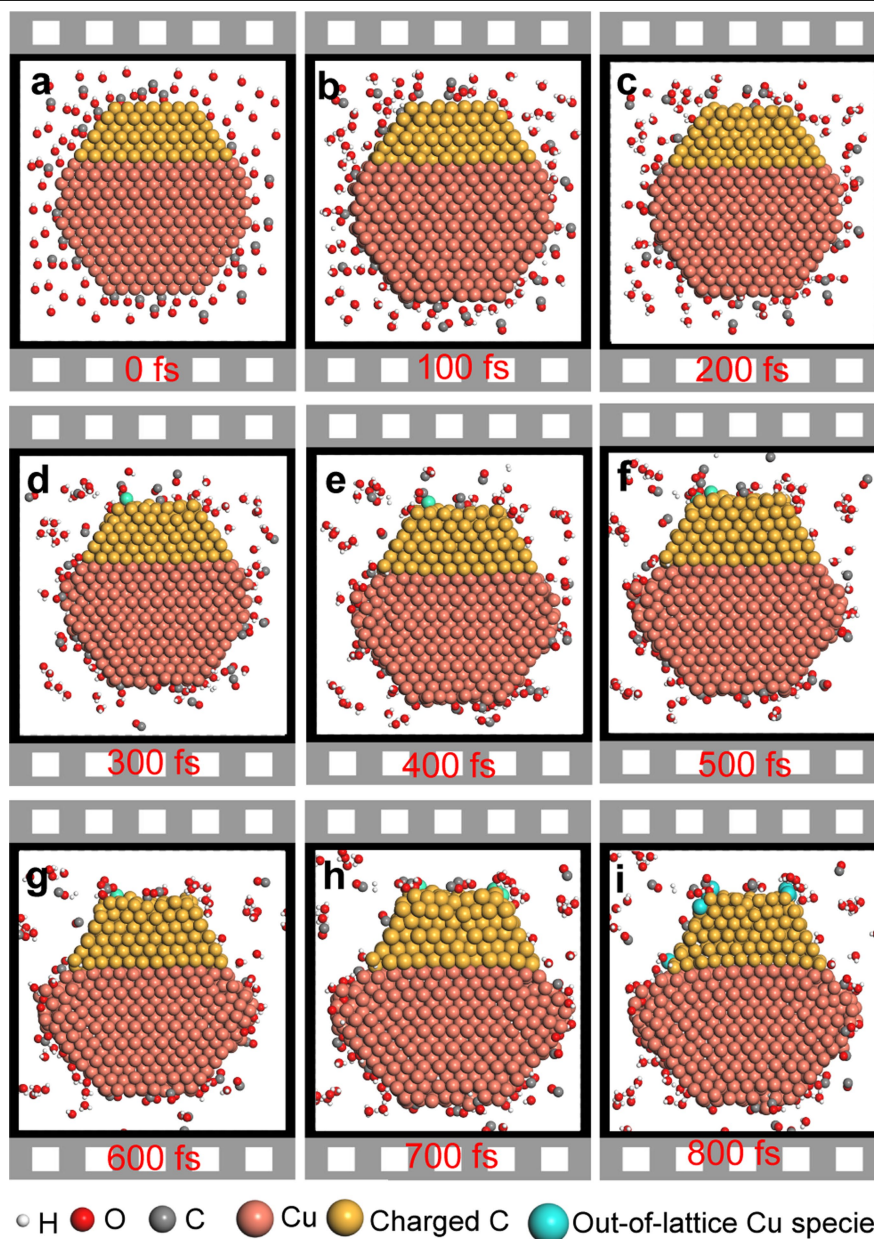 a
b
c
0 fs
100 fs
200 fs
d
e
f
300 fs
400 fs
500 fs
g
h
i
600 fs
700 fs
800 fs
H O C Cu Charged C Out-of-lattice Cu specie